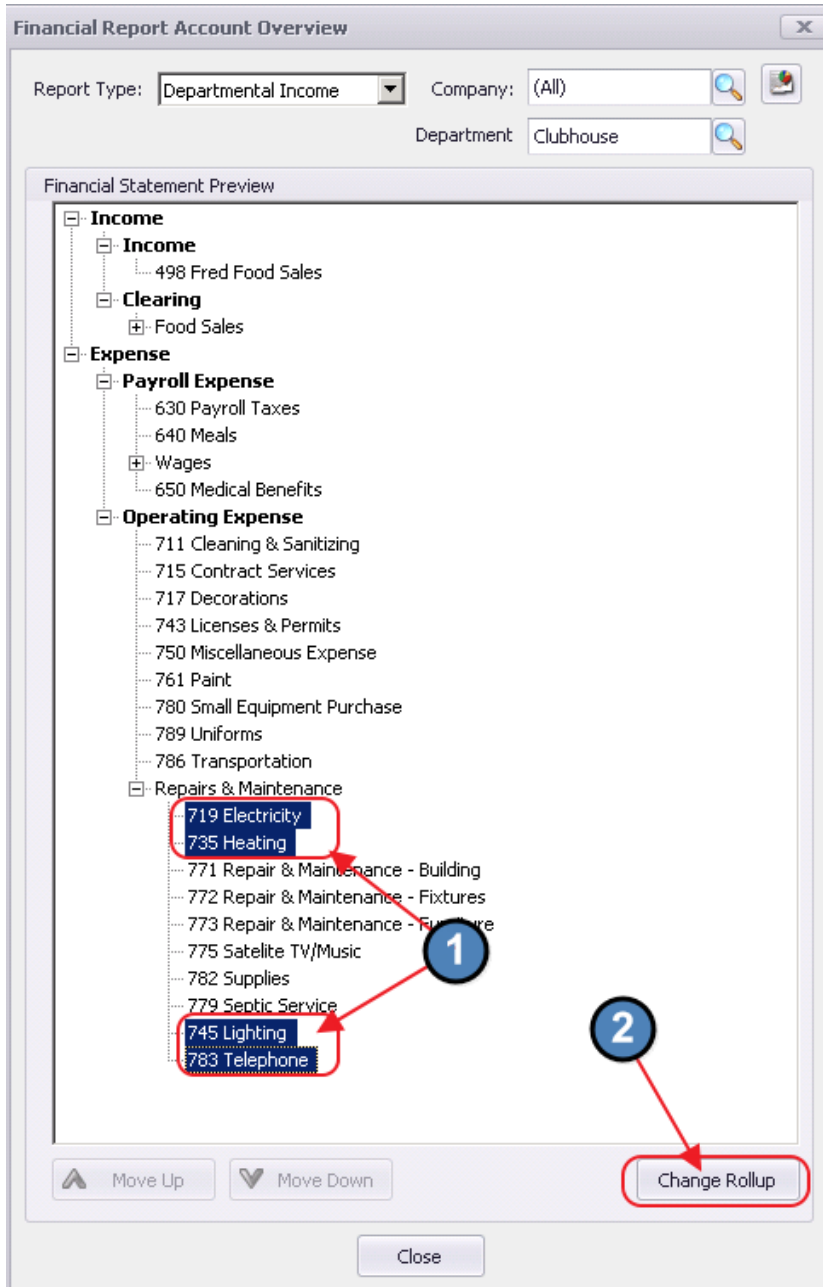 Financial Report Account Overview
Report Type: Departmental Income Company: (All)
Department Clubhouse
Financial Statement Preview
Income
Income
498 Fred Food Sales
Clearing
Food Sales
Expense
Payroll Expense
630 Payroll Taxes
640 Meals
Wages
650 Medical Benefits
Operating Expense
711 Cleaning & Sanitizing
715 Contract Services
717 Decorations
743 Licenses & Permits
750 Miscellaneous Expense
761 Paint
780 Small Equipment Purchase
789 Uniforms
786 Transportation
Repairs & Maintenance
719 Electricity
735 Heating
771 Repair & Maintenance - Building
772 Repair & Maintenance - Fixtures
773 Repair & Maintenance - Furniture
775 Satelite TV/Music
1
782 Supplies
779 Septic Service
745 Lighting
2
783 Telephone
Move Up Move Down Change Rollup
Close